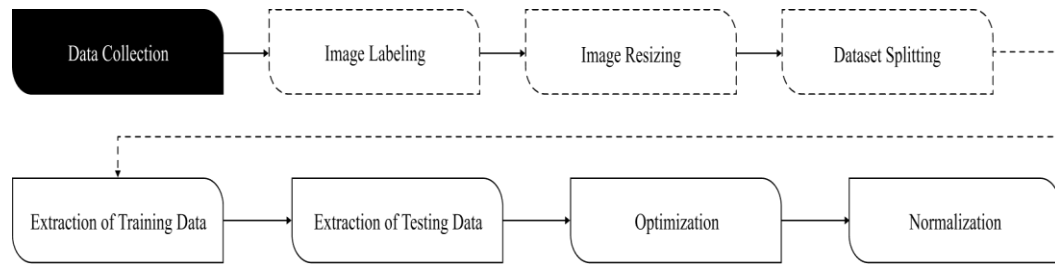 Data Collection
Image Labeling
Image Resizing
Dataset Splitting
Extraction of Training Data
Extraction of Testing Data
Optimization
Normalization